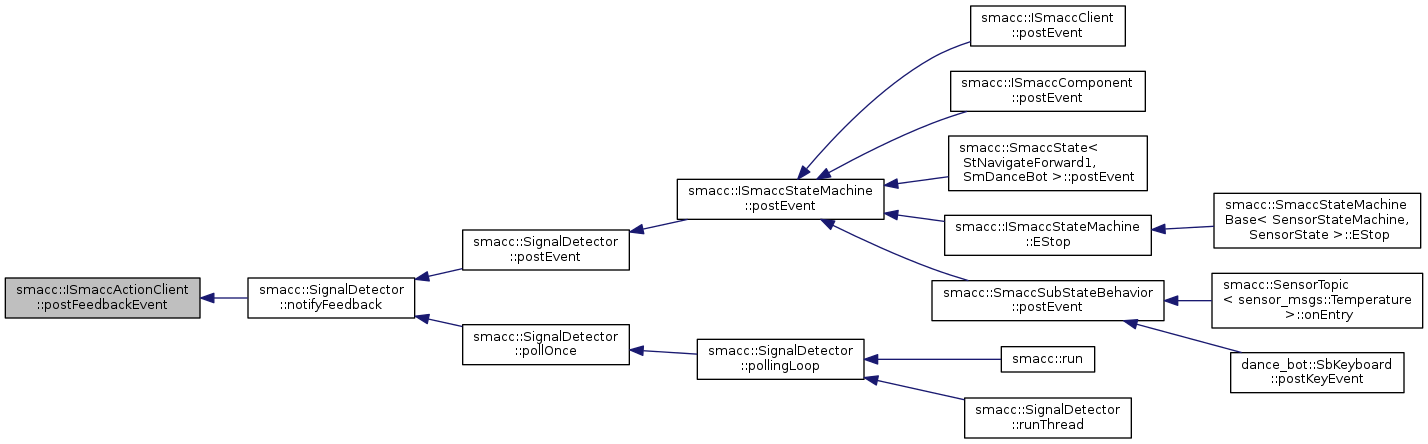 smacc::ISmaccActionClient
::postFeedbackEvent
smacc::SignalDetector
::notifyFeedback
smacc::SignalDetector
::postEvent
smacc::SignalDetector
::pollOnce
smacc::ISmaccStateMachine
::postEvent
smacc::SignalDetector
::pollingLoop
smacc::ISmaccClient
::postEvent
smacc::ISmaccComponent
::postEvent
smacc::SmaccState<
StNavigateForward1,
SmDanceBot >::postEvent
smacc::ISmaccStateMachine
::EStop
smacc::SmaccSubStateBehavior
::postEvent
smacc::run
smacc::SignalDetector
::runThread
smacc::SmaccStateMachine
Base< SensorStateMachine,
SensorState >::EStop
smacc::SensorTopic
< sensor_msgs::Temperature
>::onEntry
dance_bot::SbKeyboard
::postKeyEvent